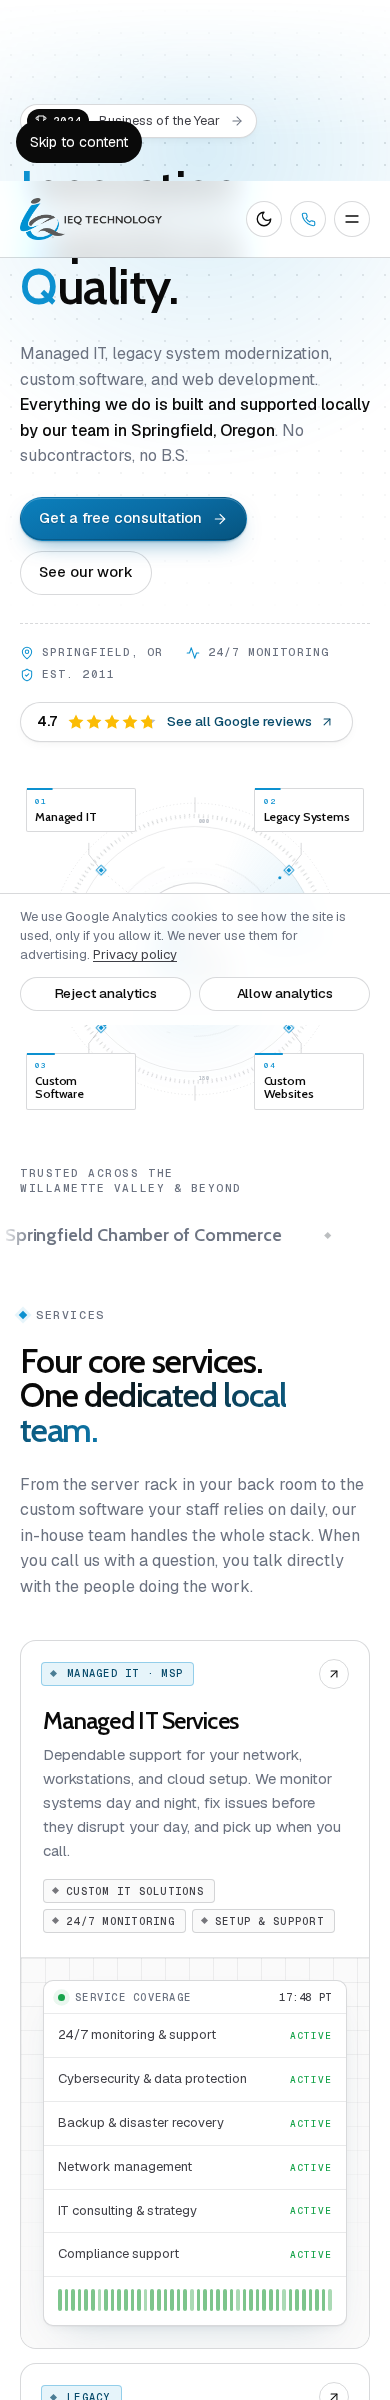 2024 Business of the Year
Skip to content
IEQ TECHNOLOGY
Quality.
Managed IT, legacy system modernization,
custom software, and web development.
Everything we do is built and supported locally
by our team in Springfield, Oregon. No
subcontractors, no B.S.
Get a free consultation
See our work
SPRINGFIELD, OR 24/7 MONITORING
EST. 2011
4.7 See all Google reviews
01
Managed IT
02
Legacy Systems
000
We use Google Analytics cookies to see how the site is
used, only if you allow it. We never use them for
advertising. Privacy policy
Reject analytics
Allow analytics
180
03
Custom
Software
04
Custom
Websites
TRUSTED ACROSS THE
WILLAMETTE VALLEY & BEYOND
Springfield Chamber of Commerce
SERVICES
Four core services.
One dedicated local
team.
From the server rack in your back room to the
custom software your staff relies on daily, our
in-house team handles the whole stack. When
you call us with a question, you talk directly
with the people doing the work.
MANAGED IT · MSP
Managed IT Services
Dependable support for your network,
workstations, and cloud setup. We monitor
systems day and night, fix issues before
they disrupt your day, and pick up when you
call.
CUSTOM IT SOLUTIONS
24/7 MONITORING SETUP & SUPPORT
SERVICE COVERAGE 17:48 PT
24/7 monitoring & support ACTIVE
Cybersecurity & data protection ACTIVE
Backup & disaster recovery ACTIVE
Network management ACTIVE
IT consulting & strategy ACTIVE
Compliance support ACTIVE
LEGACY